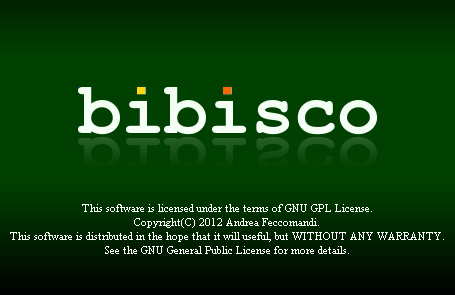 bibisco
This software is licensed under the terms of GNU GPL License.
Copyright(C) 2012 Andrea Feccomandi.
This software is distributed in the hope that it will useful, but WITHOUT ANY WARRANTY.
See the GNU General Public License for more details.